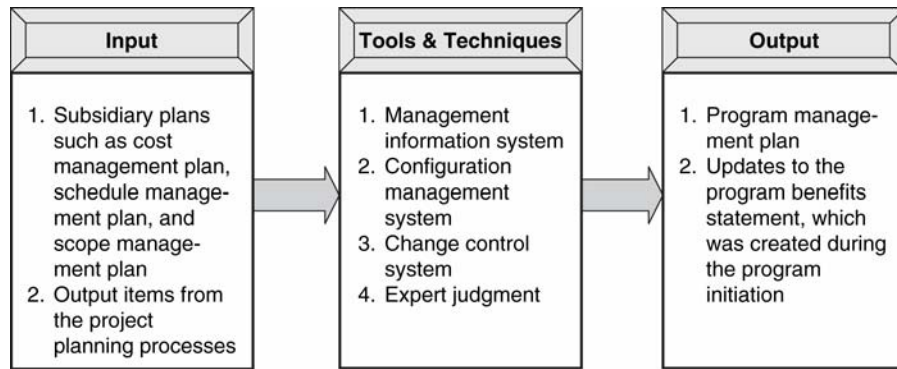 Input
1. Subsidiary plans
such as cost
management plan,
schedule manage-
ment plan, and
scope manage-
ment plan
2. Output items from
the project
planning processes
Tools & Techniques
1. Management
information system
2. Configuration
management
system
3. Change control
system
4. Expert judgment
Output
1. Program manage-
ment plan
2. Updates to the
program benefits
statement, which
was created during
the program
initiation